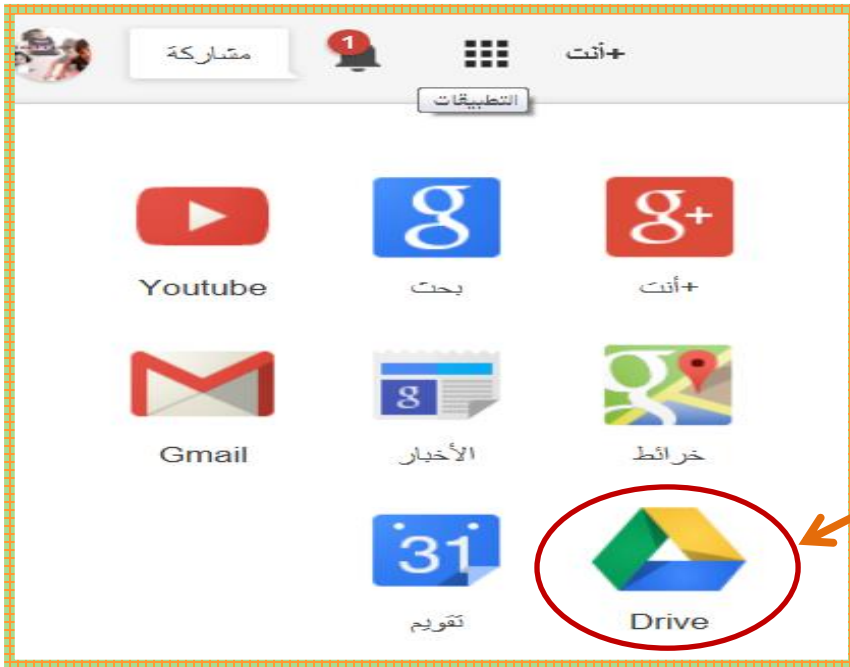 +أنت
1
مشاركة
التطبيقات
g+
g
+أنت
بحث
Youtube
g
g
خرائط
الأخبار
Gmail
31
Drive
تقويم